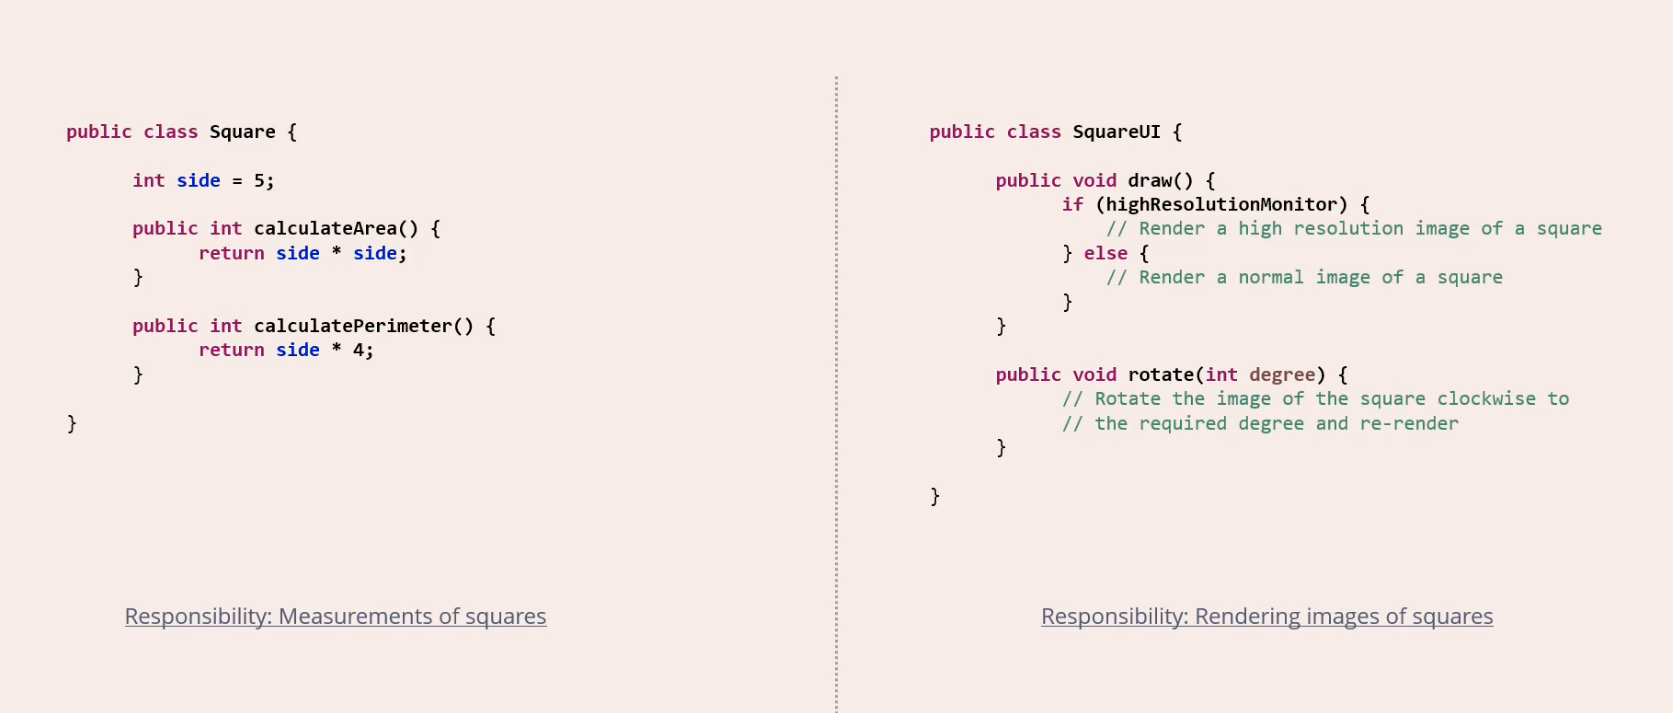 public class Square {
int side = 5;
public int calculateArea() {
return side * side;
}
public int calculatePerimeter() {
return side * 4;
}
}
Responsibility: Measurements of squares
public class SquareUI {
public void draw() {
if (highResolutionMonitor) {
// Render a high resolution image of a square
} else {
// Render a normal image of a square
}
}
public void rotate(int degree) {
// Rotate the image of the square clockwise to
// the required degree and re-render
}
}
Responsibility: Rendering images of squares